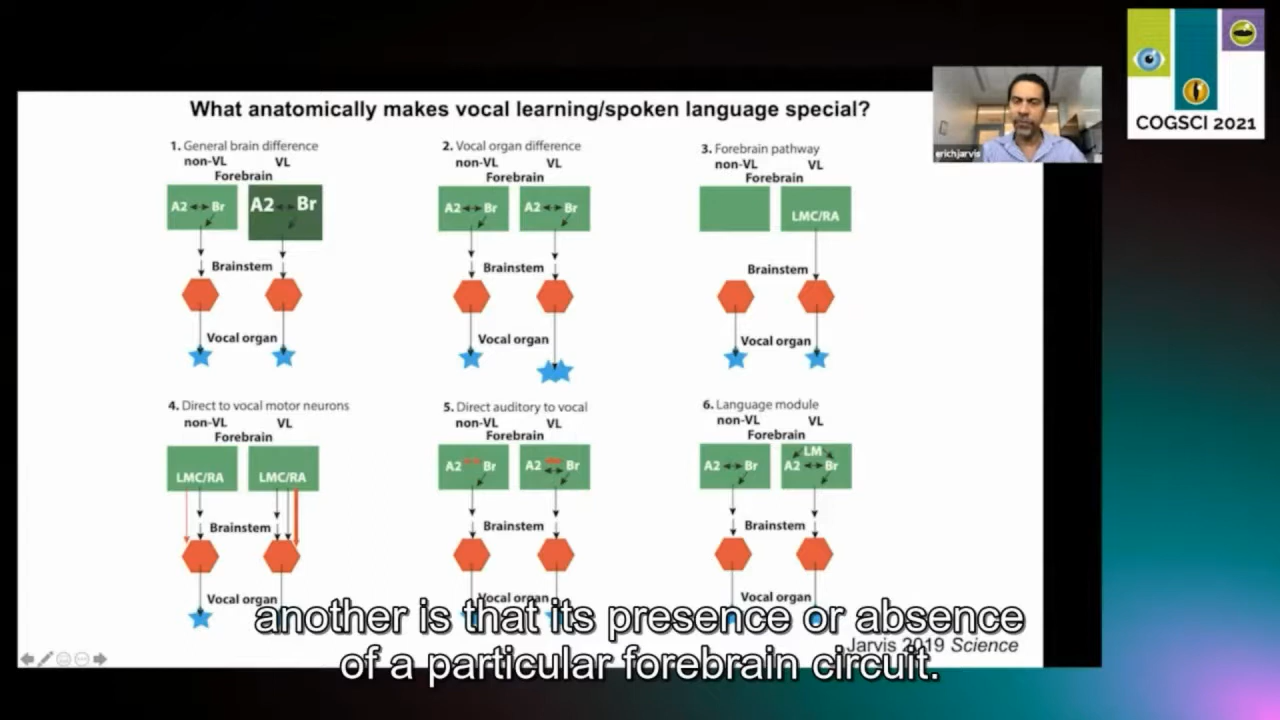 What anatomically makes vocal learning/spoken language special?
1. General brain difference
non-VL VL
Forebrain
A2 Br A2 Br
Brainstem
Vocal organ
2. Vocal organ difference
non-VL VL
Forebrain
A2 Br A2 Br
Brainstem
Vocal organ
3. Forebrain pathway
non-VL VL
Forebrain
LMC/RA
Brainstem
Vocal organ
4. Direct to vocal motor neurons
non-VL VL
Forebrain
LMC/RA LMC/RA
Brainstem
Vocal organ
5. Direct auditory to vocal
non-VL VL
Forebrain
A2 Br A2 Br
Brainstem
Vocal organ
6. Language module
non-VL VL
Forebrain
LM
A2 Br A2 Br
Brainstem
Vocal organ
Jarvis 2019 Science
erichjarvis
COGSCI 2021
another is that its presence or absence
of a particular forebrain circuit.